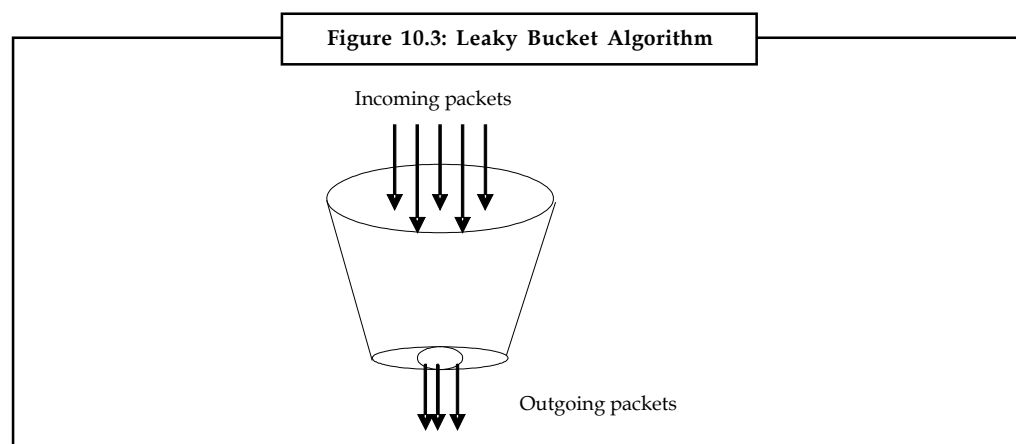 Figure 10.3: Leaky Bucket Algorithm
Incoming packets
Outgoing packets